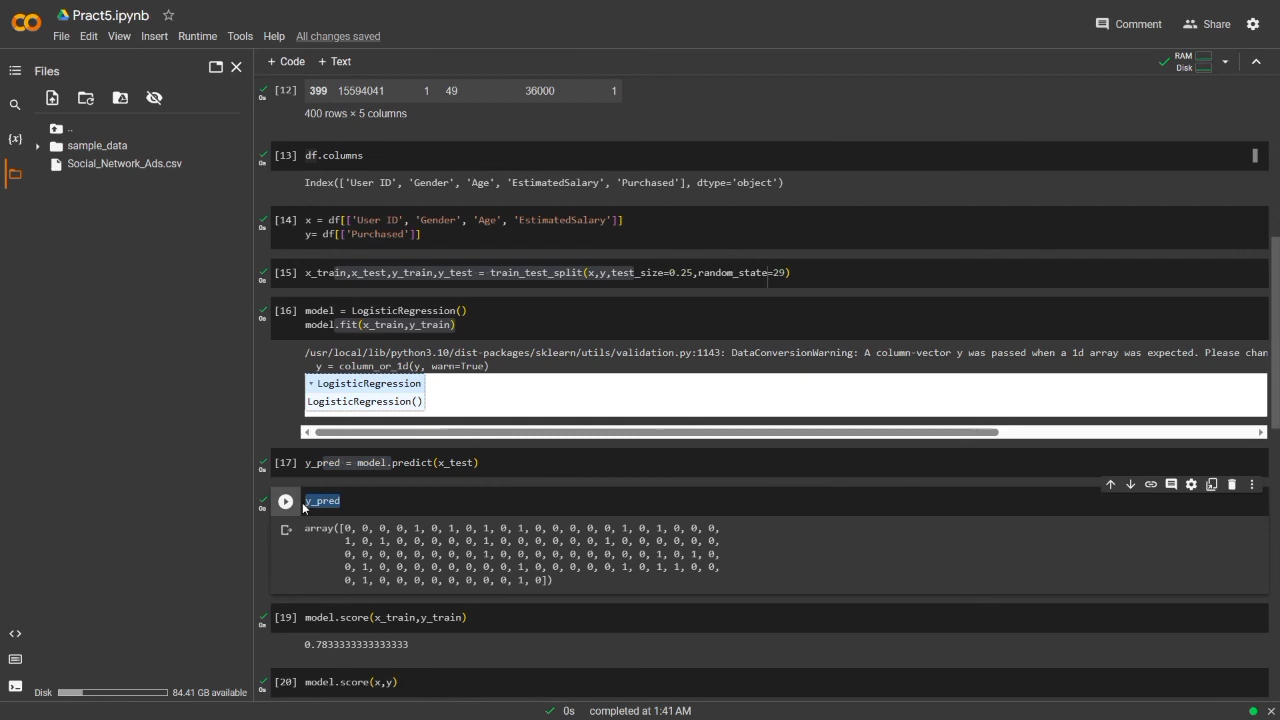 Pract5.ipynb
Comment
Share
File Edit View Insert Runtime Tools Help All changes saved
Files
+ Code + Text
RAM
Disk
..
sample_data
Social_Network_Ads.csv
[12] 399 15594041 1 49 36000 1
400 rows × 5 columns
[13] df.columns
Index(['User ID', 'Gender', 'Age', 'EstimatedSalary', 'Purchased'], dtype='object')
[14] x = df[['User ID', 'Gender', 'Age', 'EstimatedSalary']]
y= df[['Purchased']]
[15] x_train,x_test,y_train,y_test = train_test_split(x,y,test_size=0.25,random_state=29)
[16] model = LogisticRegression()
model.fit(x_train,y_train)
/usr/local/lib/python3.10/dist-packages/sklearn/utils/validation.py:1143: DataConversionWarning: A column-vector y was passed when a 1d array was expected. Please chan
y = column_or_1d(y, warn=True)
LogisticRegression
LogisticRegression()
[17] y_pred = model.predict(x_test)
y_pred
array([0, 0, 0, 0, 1, 0, 1, 0, 1, 0, 1, 0, 0, 0, 0, 0, 1, 0, 1, 0, 0, 0,
1, 0, 1, 0, 0, 0, 0, 0, 0, 0, 0, 0, 0, 1, 0, 0, 0, 0, 0, 0,
0, 0, 0, 0, 0, 0, 0, 0, 1, 0, 0, 0, 0, 0, 0, 0, 0, 0, 1, 0, 1, 0,
0, 1, 0, 0, 0, 0, 0, 0, 0, 0, 1, 0, 0, 0, 0, 0, 1, 0, 1, 1, 0, 0,
0, 1, 0, 0, 0, 0, 0, 0, 0, 0, 1, 0])
[19] model.score(x_train,y_train)
0.7833333333333333
[20] model.score(x,y)
Disk 84.41 GB available
0s completed at 1:41 AM